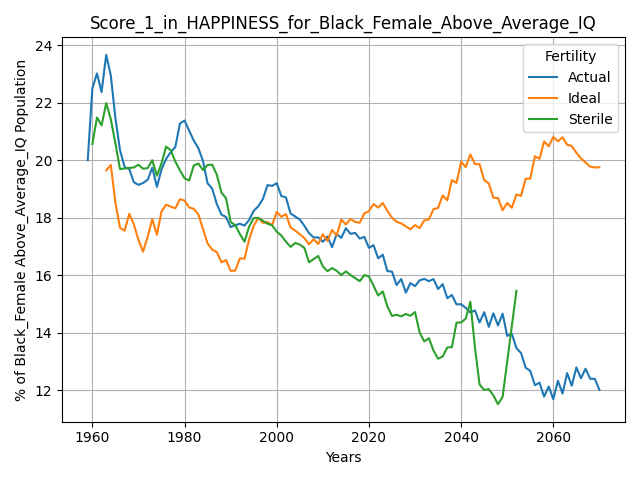 Score_1_in_HAPPINESS_for_Black_Female_Above_Average_IQ
% of Black_Female Above_Average_IQ Population
24
22
20
18
16
14
12
Fertility
Actual
Ideal
Sterile
1960 1980 2000 2020 2040 2060
Years